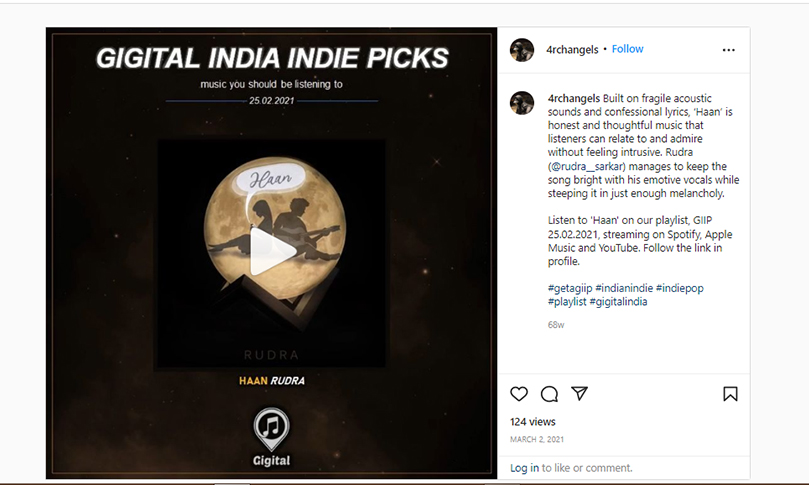 GIGITAL INDIA INDIE PICKS
music you should be listening to
25.02.2021
Haan
RUDRA
HAAN RUDRA
Gigital
4rchangels • Follow
4rchangels Built on fragile acoustic
sounds and confessional lyrics, 'Haan' is
honest and thoughtful music that
listeners can relate to and admire
without feeling intrusive. Rudra
(@rudra__sarkar) manages to keep the
song bright with his emotive vocals while
steeping it in just enough melancholy.
Listen to 'Haan' on our playlist, GIIP
25.02.2021, streaming on Spotify, Apple
Music and YouTube. Follow the link in
profile.
#getagiip #indianindie #indiepop
#playlist #gigitalindia
68w
124 views
MARCH 2, 2021
Log in to like or comment.